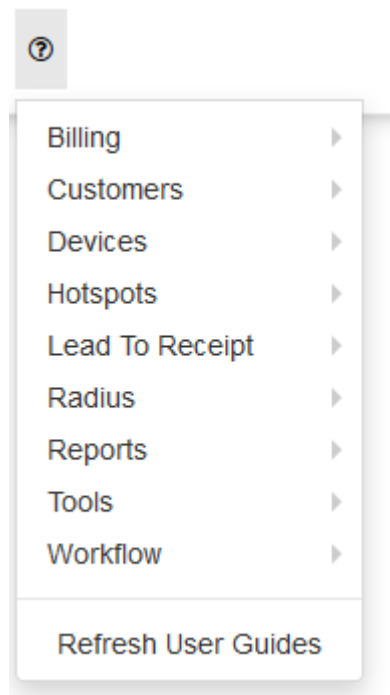 Billing
Customers
Devices
Hotspots
Lead To Receipt
Radius
Reports
Tools
Workflow
Refresh User Guides